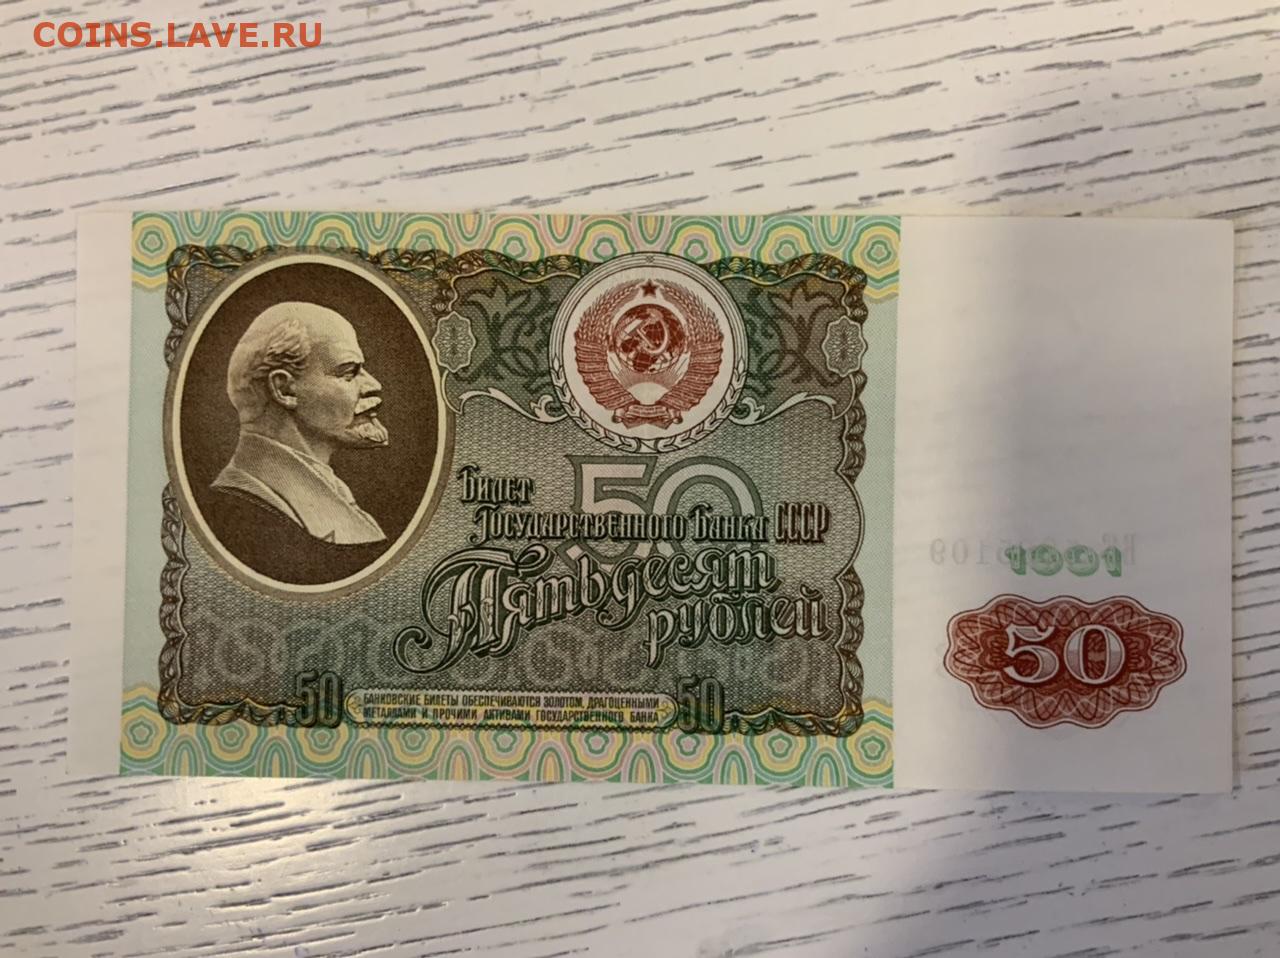 COINS.LAVE.RU
Билет
Государственного Банка СССР
50
Пятьдесят
рублей
1991
50
50
БАНКОВСКИЕ БИЛЕТЫ ОБЕСПЕЧИВАЮТСЯ ЗОЛОТОМ, ДРАГОЦЕННЫМИ
МЕТАЛЛАМИ И ПРОЧИМИ АКТИВАМИ ГОСУДАРСТВЕННОГО БАНКА
50